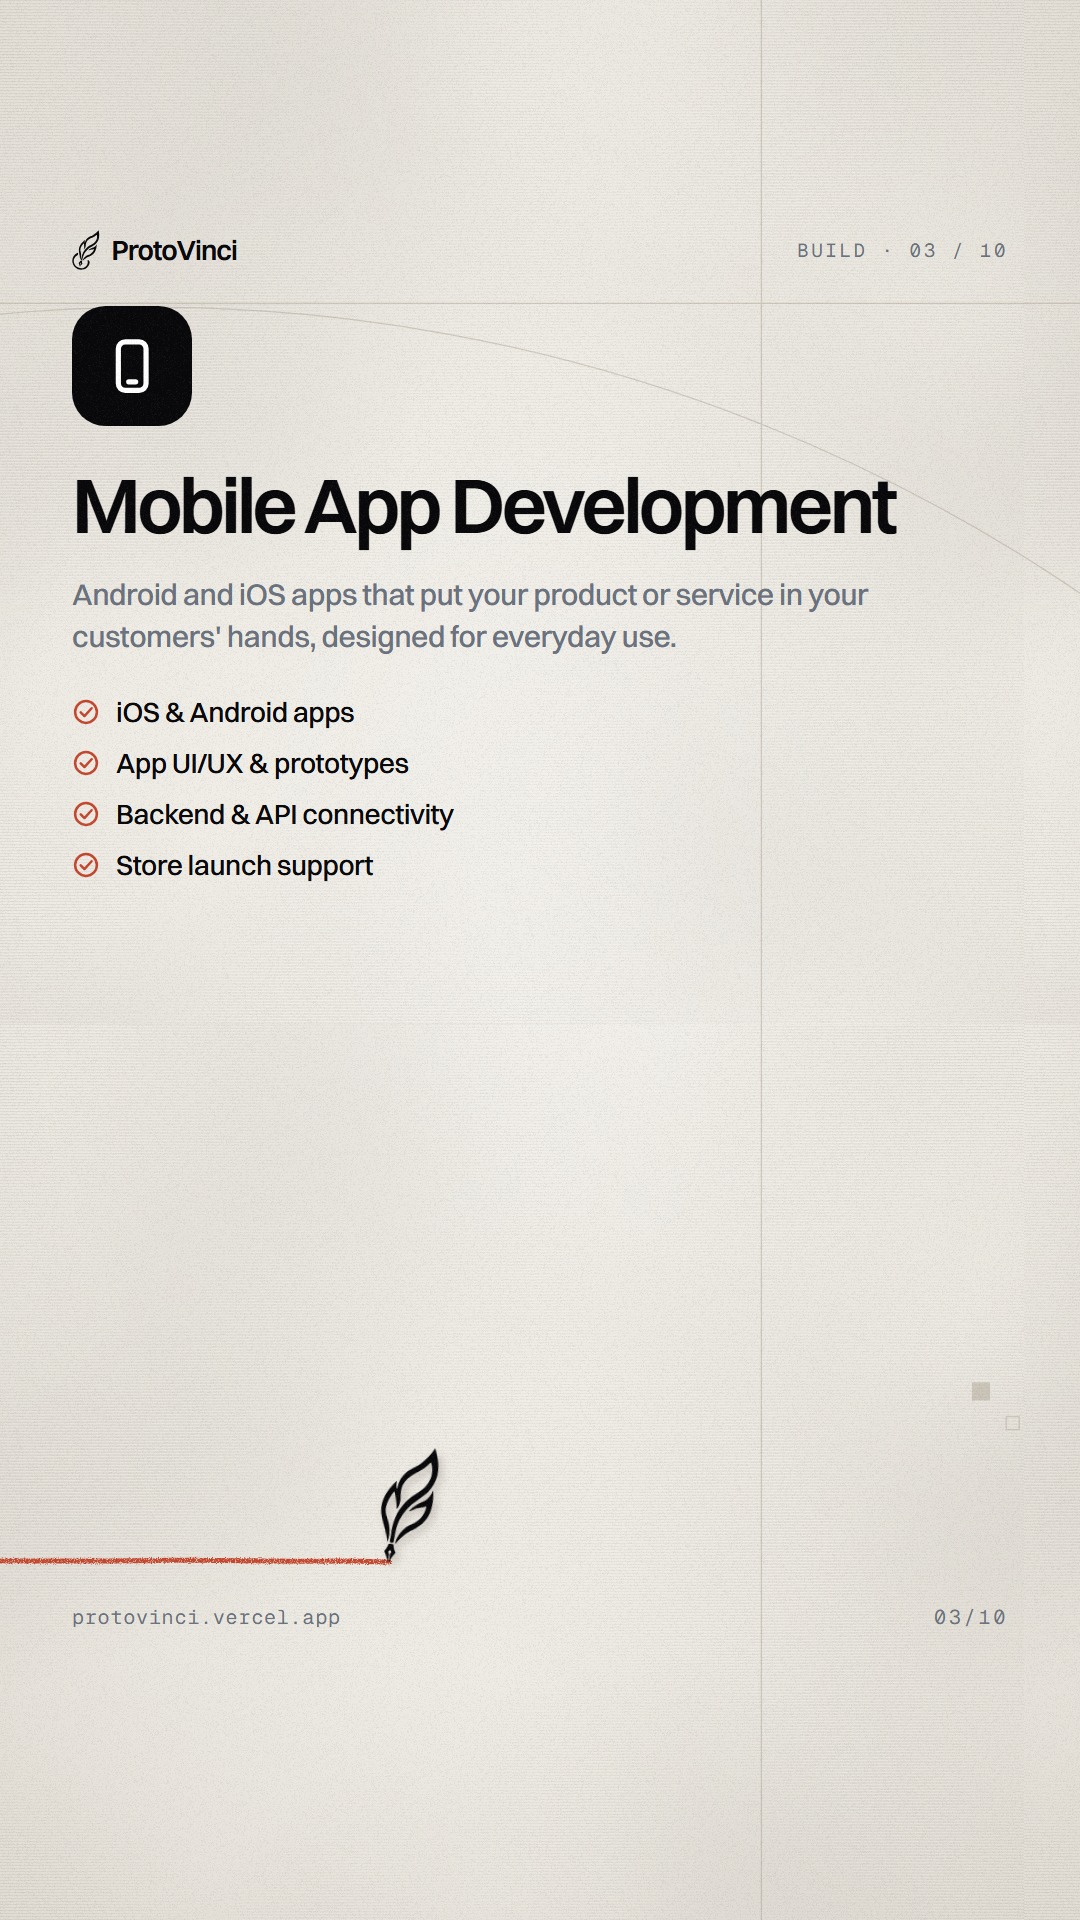 ProtoVinci
BUILD · 03 / 10
Mobile App Development
Android and iOS apps that put your product or service in your
customers' hands, designed for everyday use.
iOS & Android apps
App UI/UX & prototypes
Backend & API connectivity
Store launch support
protovinci.vercel.app
03/10